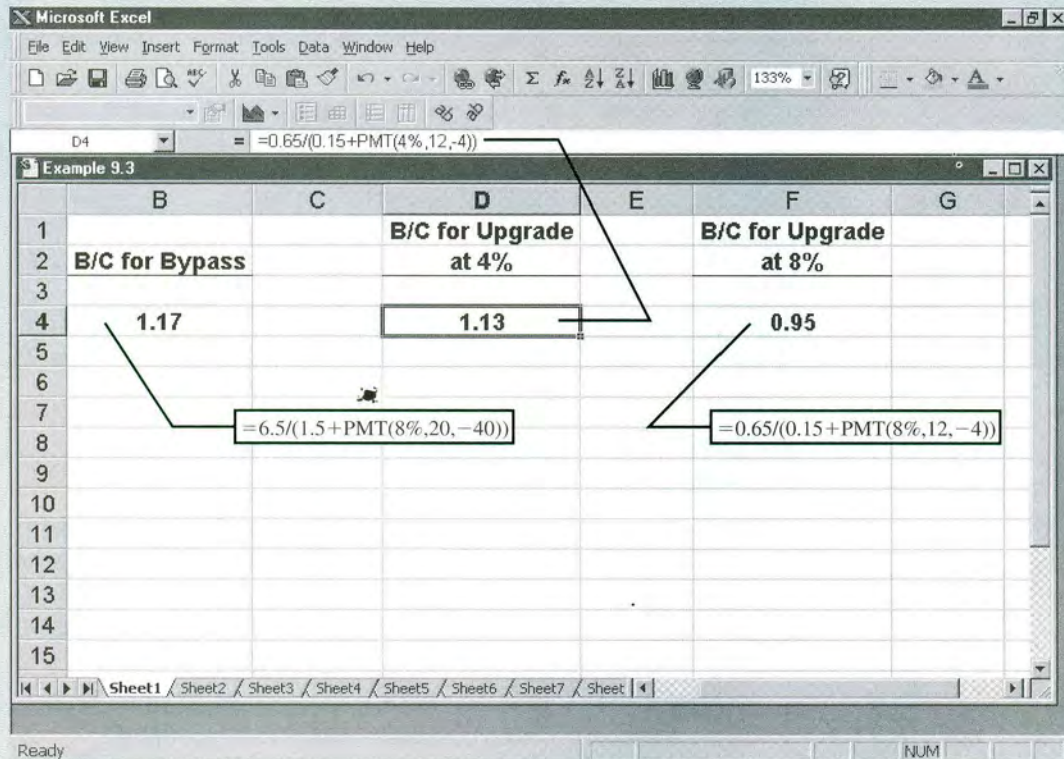 Microsoft Excel
File Edit View Insert Format Tools Data Window Help
133%
D4 = =0.65/(0.15+PMT(4%,12,-4))
Example 9.3
B C D E F G
1 B/C for Upgrade B/C for Upgrade
2 B/C for Bypass at 4% at 8%
3
4 1.17 1.13 0.95
5
6
7
=6.5/(1.5+PMT(8%,20,−40)) =0.65/(0.15+PMT(8%,12,−4))
8
9
10
11
12
13
14
15
Sheet1 / Sheet2 / Sheet3 / Sheet4 / Sheet5 / Sheet6 / Sheet7 / Sheet
Ready NUM